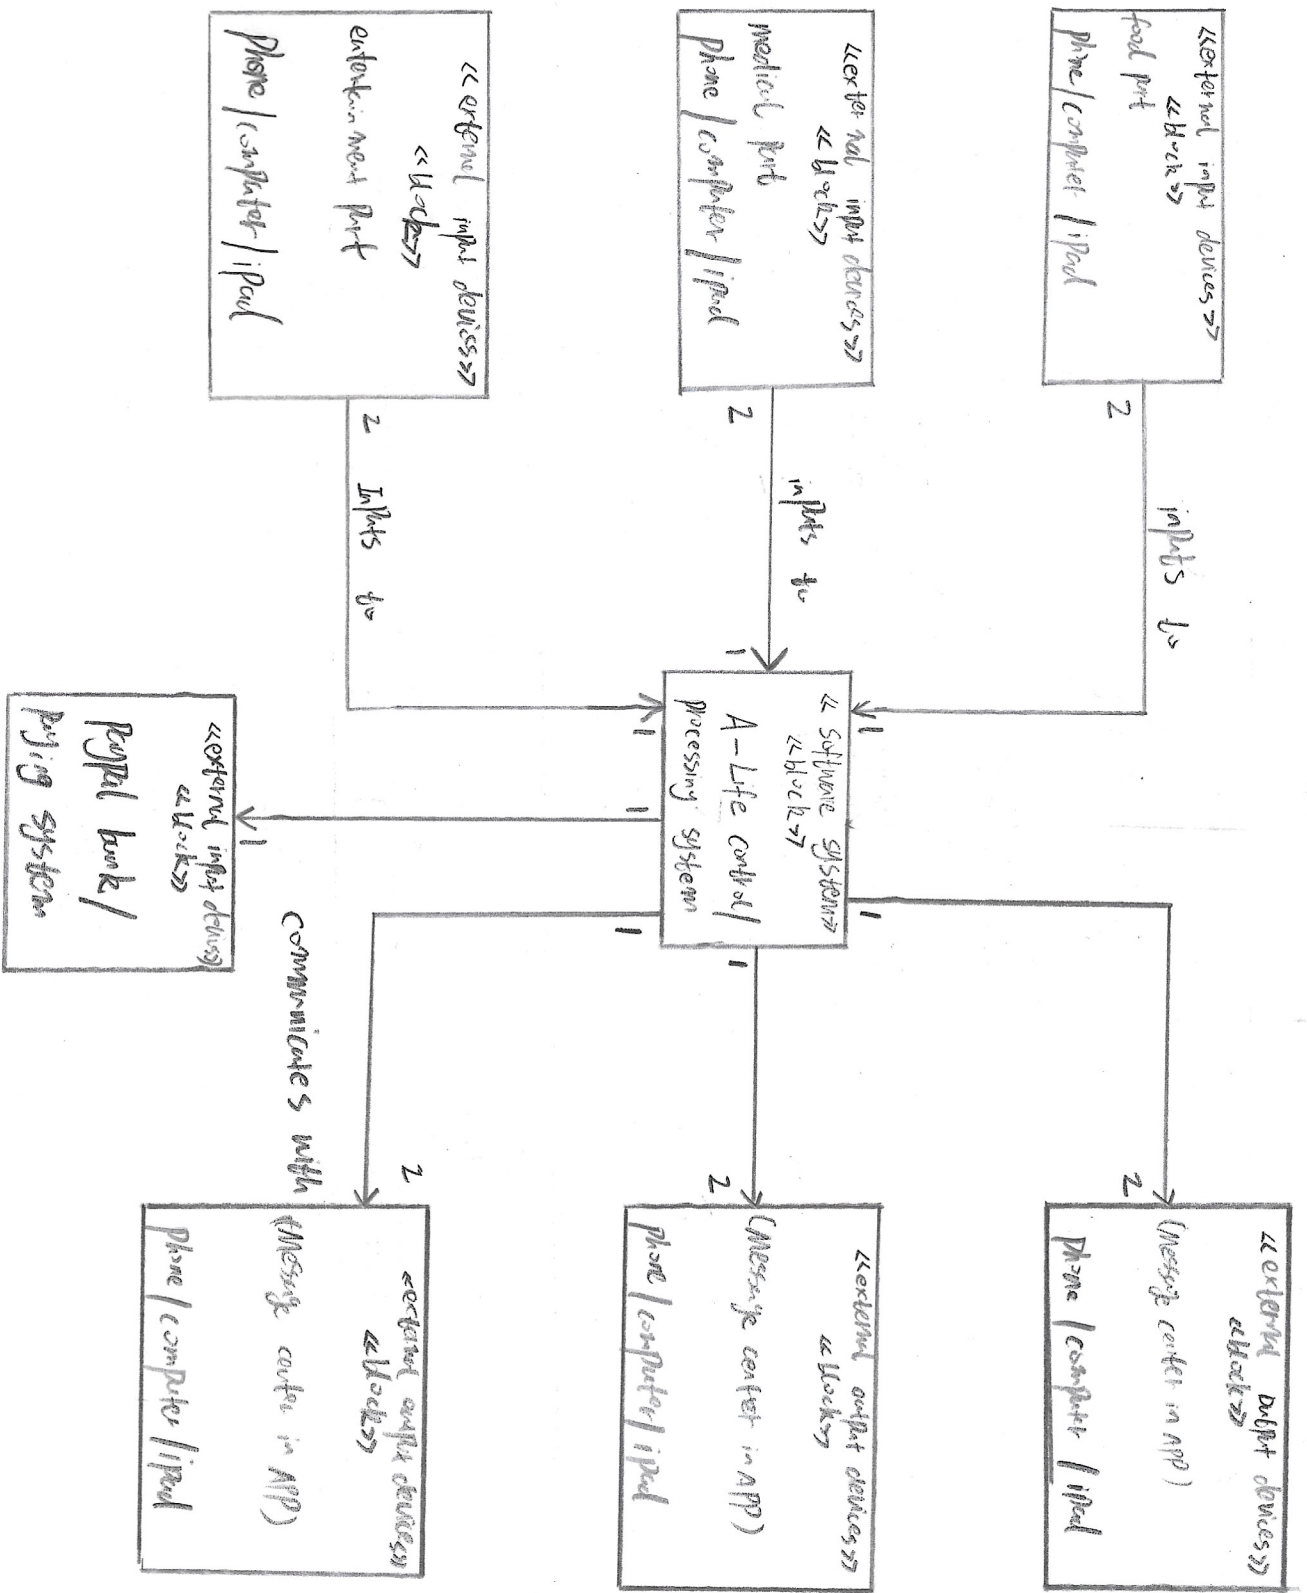 <<external input devices>>
<<block>>
food part
phone/computer/ipad
2
inputs to
1
<<external input devices>>
<<block>>
medical part
phone/computer/ipad
2
inputs to
1
<<external input devices>>
<<block>>
entertainment part
phone/computer/ipad
2
Inputs to
1
<<software system>>
<<block>>
A-Life control/
processing system
1
1
<<external input devices>>
<<block>>
paypal bank/
paying system
1
2
<<external output devices>>
<<block>>
(message center in APP)
phone/computer/ipad
1
2
<<external output devices>>
<<block>>
(message center in APP)
phone/computer/ipad
1
2
communicates with
<<external output devices>>
<<block>>
(message center in APP)
phone/computer/ipad